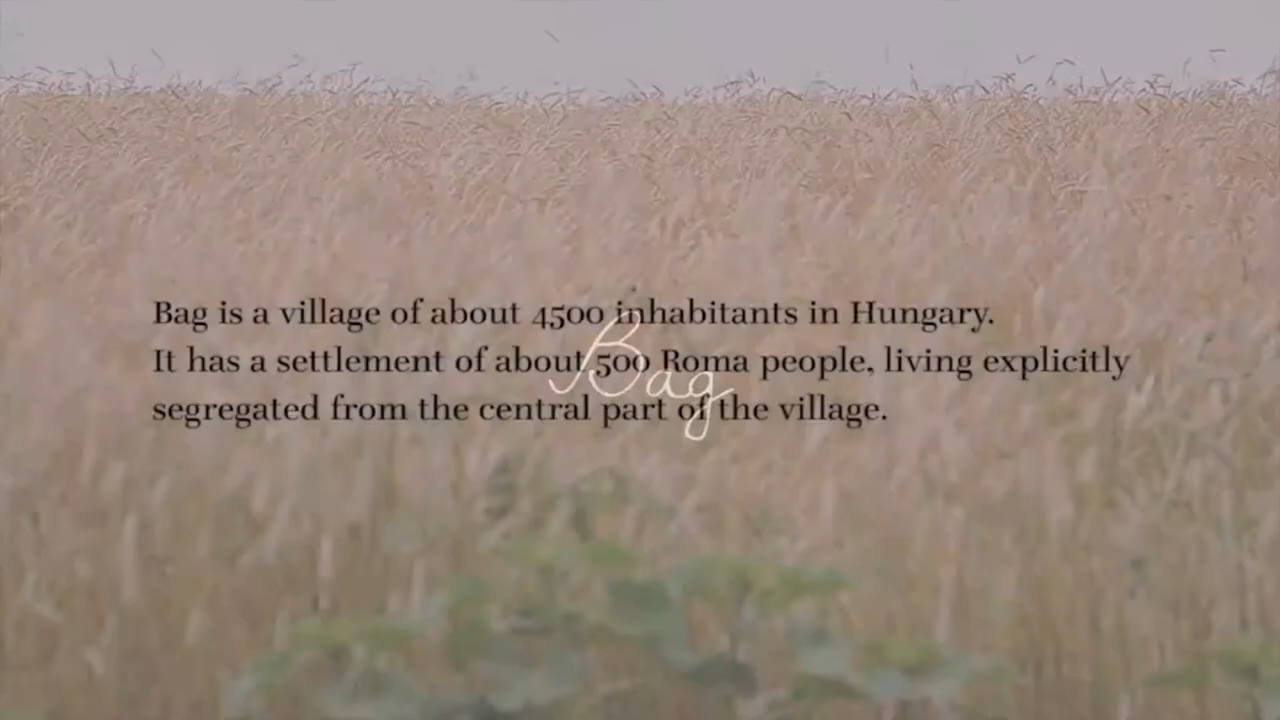 Bag is a village of about 4500 inhabitants in Hungary.
It has a settlement of about 500 Roma people, living explicitly
segregated from the central part of the village.
Bag